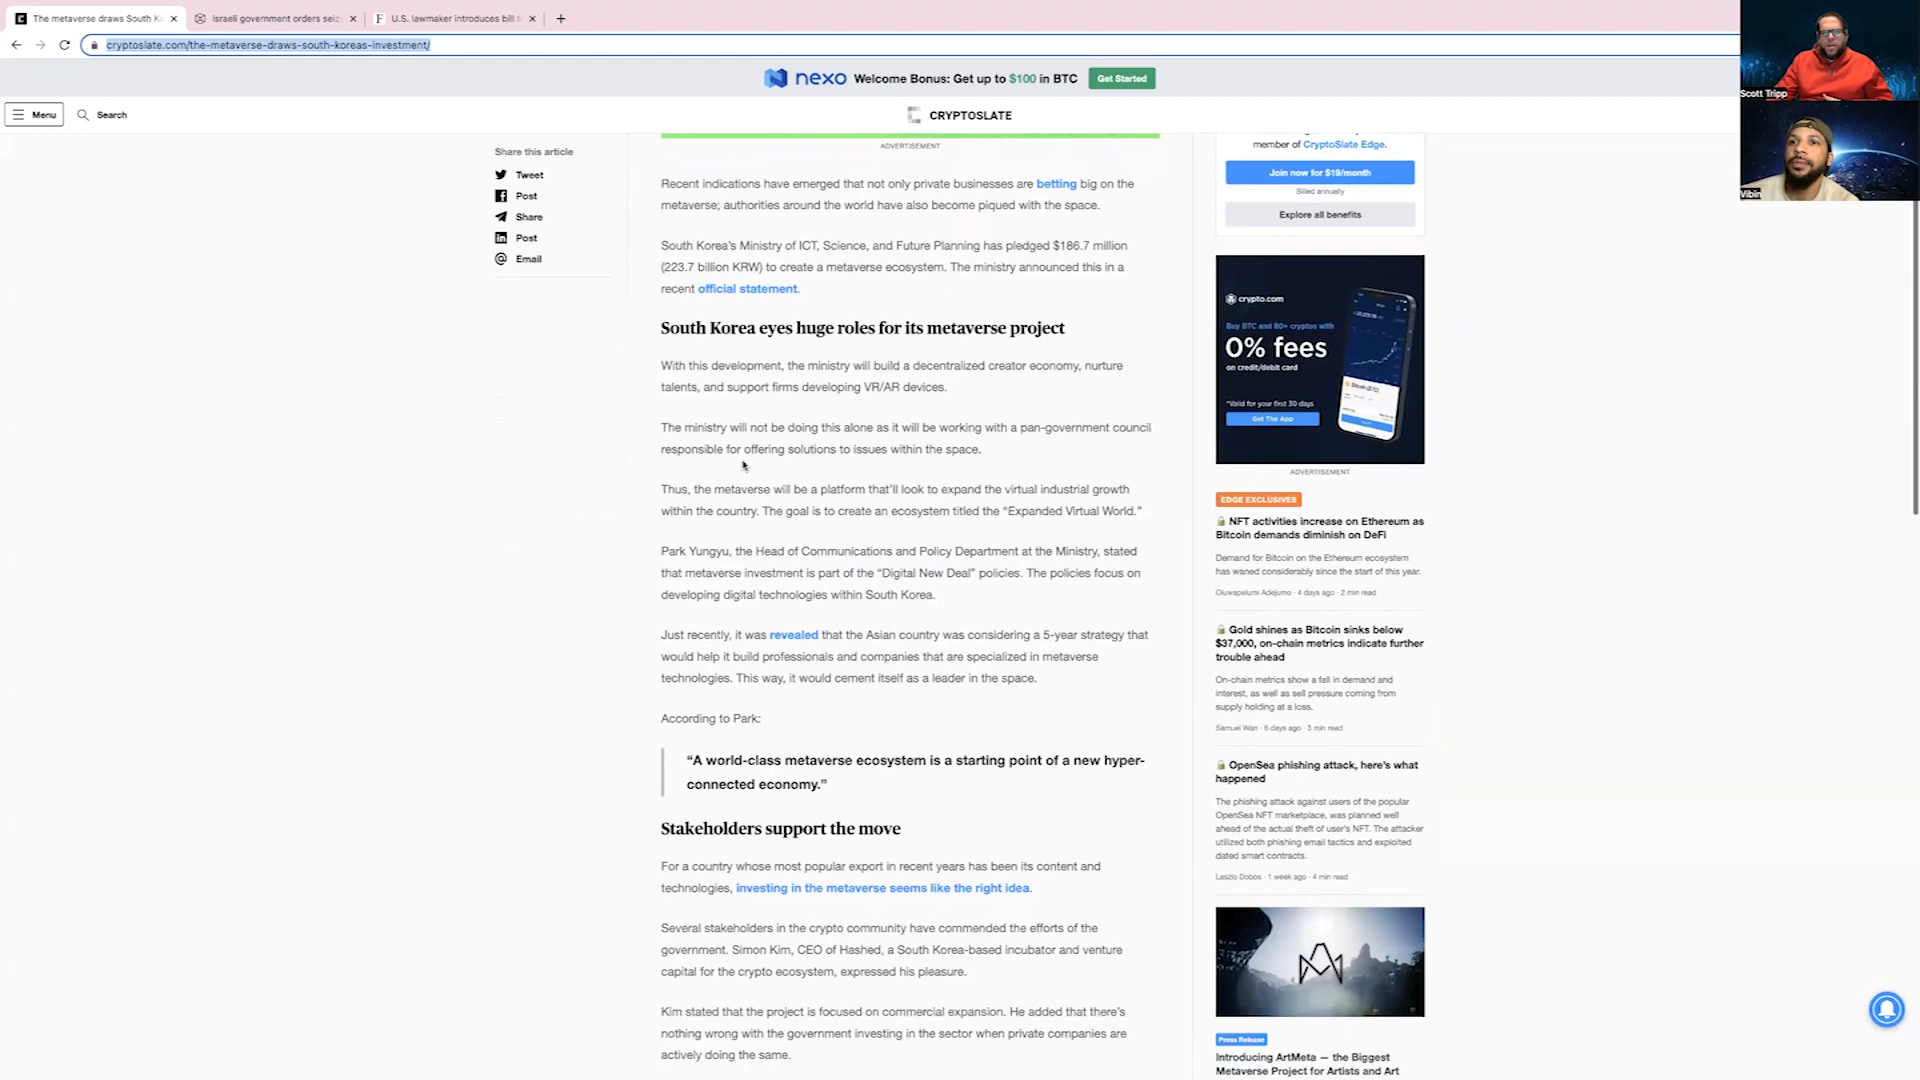 The metaverse draws South Ko
Israeli government orders seiz
U.S. lawmaker introduces bill t
cryptoslate.com/the-metaverse-draws-south-koreas-investment/
nexo Welcome Bonus: Get up to $100 in BTC Get Started
Menu Search
CRYPTOSLATE
Scott Tripp
Vibin
Share this article
Tweet
Post
Share
Post
Email
ADVERTISEMENT
Recent indications have emerged that not only private businesses are betting big on the
metaverse; authorities around the world have also become piqued with the space.
South Korea's Ministry of ICT, Science, and Future Planning has pledged $186.7 million
(223.7 billion KRW) to create a metaverse ecosystem. The ministry announced this in a
recent official statement.
South Korea eyes huge roles for its metaverse project
With this development, the ministry will build a decentralized creator economy, nurture
talents, and support firms developing VR/AR devices.
The ministry will not be doing this alone as it will be working with a pan-government council
responsible for offering solutions to issues within the space.
Thus, the metaverse will be a platform that'll look to expand the virtual industrial growth
within the country. The goal is to create an ecosystem titled the “Expanded Virtual World.”
Park Yungyu, the Head of Communications and Policy Department at the Ministry, stated
that metaverse investment is part of the “Digital New Deal” policies. The policies focus on
developing digital technologies within South Korea.
Just recently, it was revealed that the Asian country was considering a 5-year strategy that
would help it build professionals and companies that are specialized in metaverse
technologies. This way, it would cement itself as a leader in the space.
According to Park:
“A world-class metaverse ecosystem is a starting point of a new hyper-
connected economy.”
Stakeholders support the move
For a country whose most popular export in recent years has been its content and
technologies, investing in the metaverse seems like the right idea.
Several stakeholders in the crypto community have commended the efforts of the
government. Simon Kim, CEO of Hashed, a South Korea-based incubator and venture
capital for the crypto ecosystem, expressed his pleasure.
Kim stated that the project is focused on commercial expansion. He added that there's
nothing wrong with the government investing in the sector when private companies are
actively doing the same.
member of CryptoSlate Edge.
Join now for $19/month
Billed annually
Explore all benefits
crypto.com
Buy BTC and 80+ cryptos with
0% fees
on credit/debit card
*Valid for your first 30 days
Get The App
ADVERTISEMENT
EDGE EXCLUSIVES
NFT activities increase on Ethereum as
Bitcoin demands diminish on DeFi
Demand for Bitcoin on the Ethereum ecosystem
has waned considerably since the start of this year.
Oluwapelumi Adejumo · 4 days ago · 2 min read
Gold shines as Bitcoin sinks below
$37,000, on-chain metrics indicate further
trouble ahead
On-chain metrics show a fall in demand and
interest, as well as sell pressure coming from
supply holding at a loss.
Samuel Wan · 6 days ago · 3 min read
OpenSea phishing attack, here's what
happened
The phishing attack against users of the popular
OpenSea NFT marketplace, was planned well
ahead of the actual theft of user's NFT. The attacker
utilized both phishing email tactics and exploited
dated smart contracts.
Laszlo Dobos · 1 week ago · 4 min read
Press Release
Introducing ArtMeta — the Biggest
Metaverse Project for Artists and Art